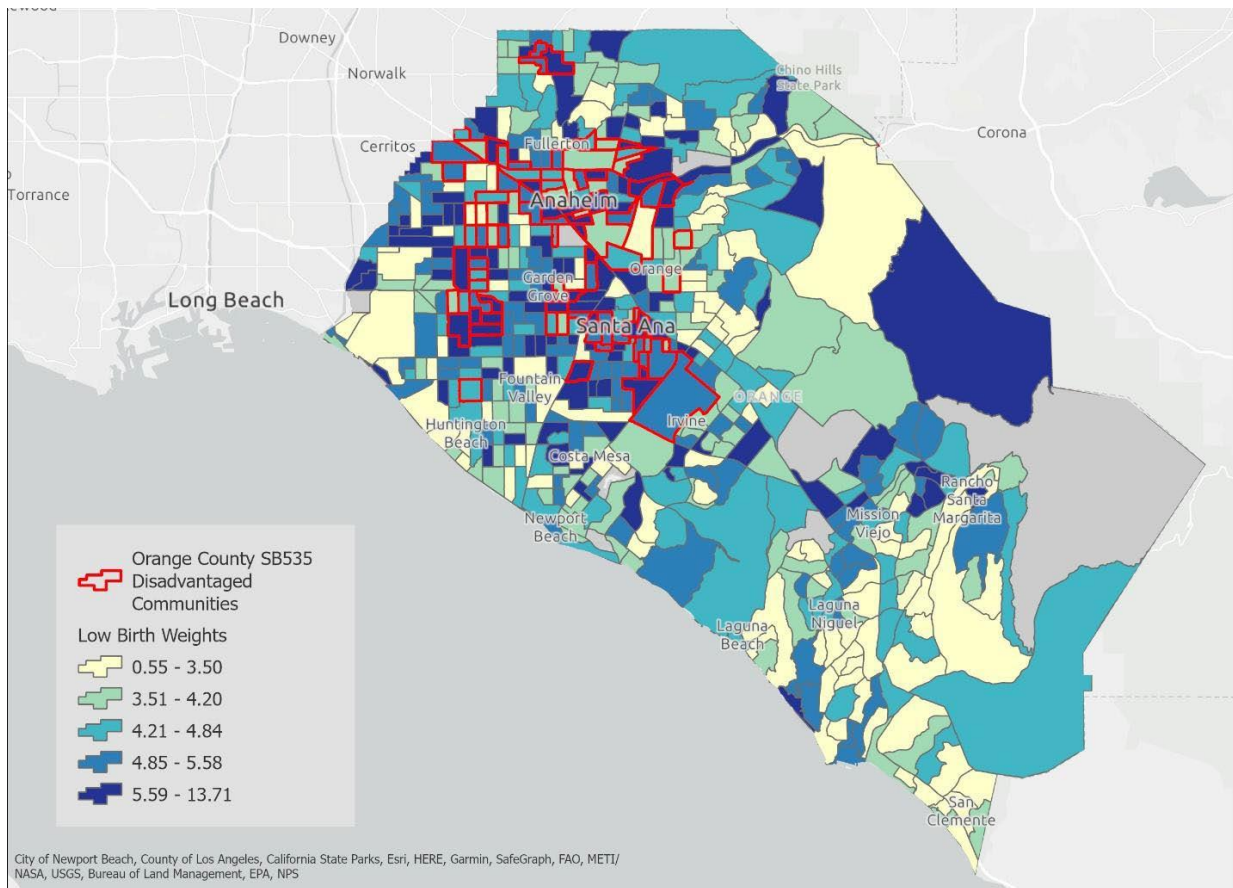 Downey
Norwalk
Chino Hills
State Park
Corona
Cerritos
Fullerton
Torrance
Anaheim
Orange
Garden
Grove
Long Beach
Santa Ana
Fountain
Valley
ORANGE
Irvine
Huntington
Beach
Costa Mesa
Rancho
Santa
Margarita
Mission
Viejo
Newport
Beach
Laguna
Niguel
Laguna
Beach
San
Clemente
Orange County SB535
Disadvantaged
Communities
Low Birth Weights
0.55 - 3.50
3.51 - 4.20
4.21 - 4.84
4.85 - 5.58
5.59 - 13.71
City of Newport Beach, County of Los Angeles, California State Parks, Esri, HERE, Garmin, SafeGraph, FAO, METI/
NASA, USGS, Bureau of Land Management, EPA, NPS